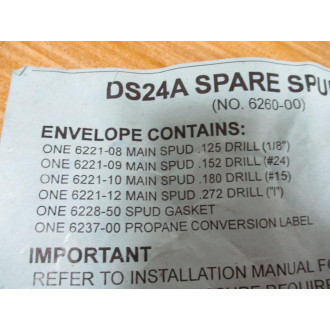 DS24A SPARE SPU
(NO. 6260-00)
ENVELOPE CONTAINS:
ONE 6221-08 MAIN SPUD .125 DRILL (1/8")
ONE 6221-09 MAIN SPUD .152 DRILL (#24)
ONE 6221-10 MAIN SPUD .180 DRILL (#15)
ONE 6221-12 MAIN SPUD .272 DRILL ("I")
ONE 6228-50 SPUD GASKET
ONE 6237-00 PROPANE CONVERSION LABEL
IMPORTANT
REFER TO INSTALLATION MANUAL FO
REQUIRE